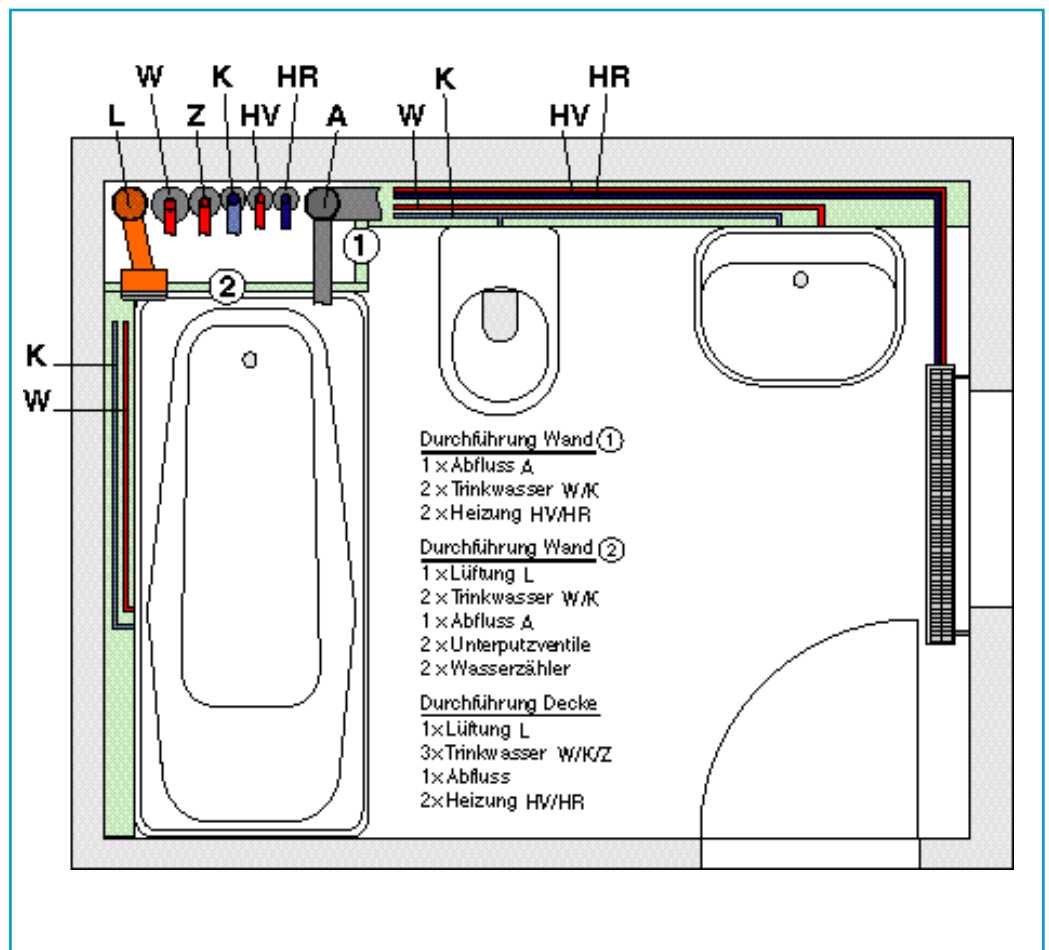 W K HR K HR
L Z HV A W HV
1
2
K
W
Durchführung Wand 1
1 x Abfluss A
2 x Trinkwasser W/K
2 x Heizung HV/HR
Durchführung Wand 2
1 x Lüftung L
2 x Trinkwasser W/K
1 x Abfluss A
2 x Unterputzventile
2 x Wasserzähler
Durchführung Decke
1x Lüftung L
3x Trinkwasser W/K/Z
1x Abfluss
2x Heizung HV/HR